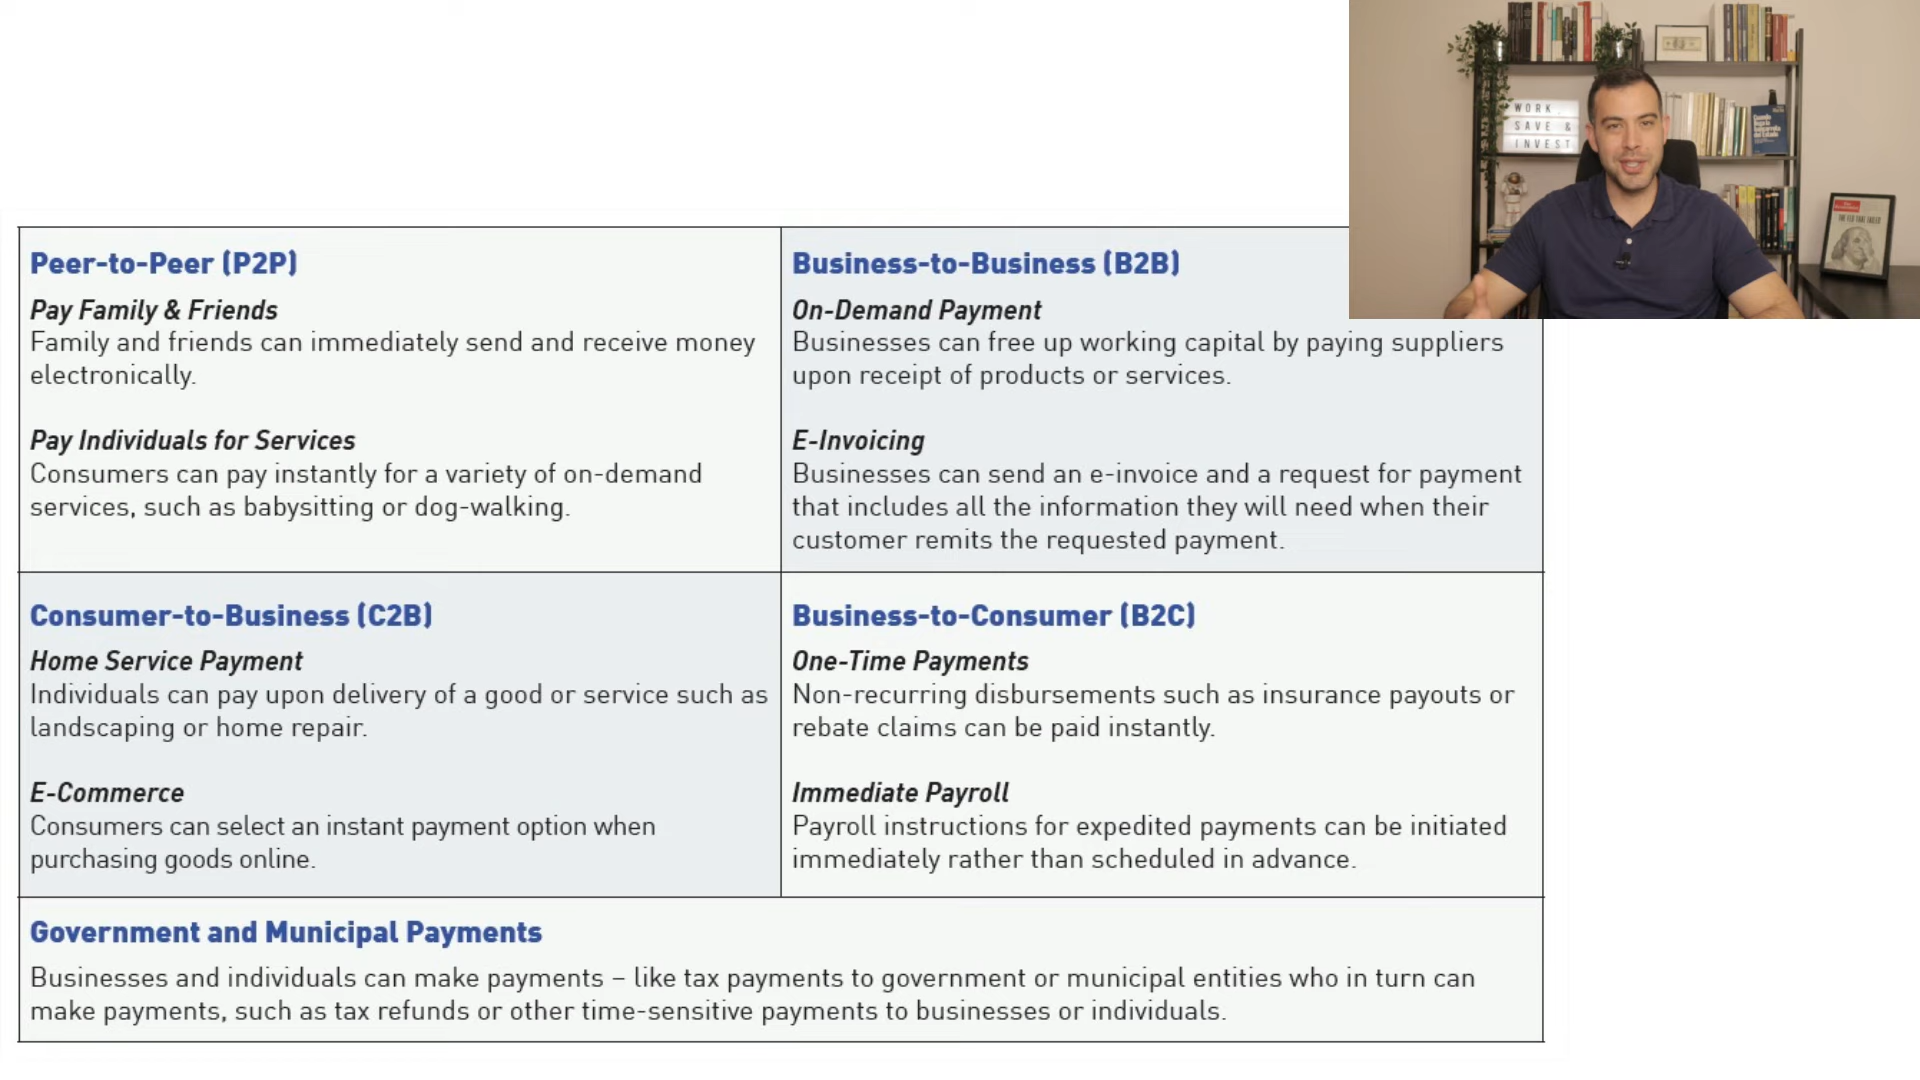 WORK
SAVE &
INVEST
THE FED THAT FAILED
Peer-to-Peer (P2P)
Pay Family & Friends
Family and friends can immediately send and receive money
electronically.
Pay Individuals for Services
Consumers can pay instantly for a variety of on-demand
services, such as babysitting or dog-walking.
Business-to-Business (B2B)
On-Demand Payment
Businesses can free up working capital by paying suppliers
upon receipt of products or services.
E-Invoicing
Businesses can send an e-invoice and a request for payment
that includes all the information they will need when their
customer remits the requested payment.
Consumer-to-Business (C2B)
Home Service Payment
Individuals can pay upon delivery of a good or service such as
landscaping or home repair.
E-Commerce
Consumers can select an instant payment option when
purchasing goods online.
Business-to-Consumer (B2C)
One-Time Payments
Non-recurring disbursements such as insurance payouts or
rebate claims can be paid instantly.
Immediate Payroll
Payroll instructions for expedited payments can be initiated
immediately rather than scheduled in advance.
Government and Municipal Payments
Businesses and individuals can make payments – like tax payments to government or municipal entities who in turn can
make payments, such as tax refunds or other time-sensitive payments to businesses or individuals.